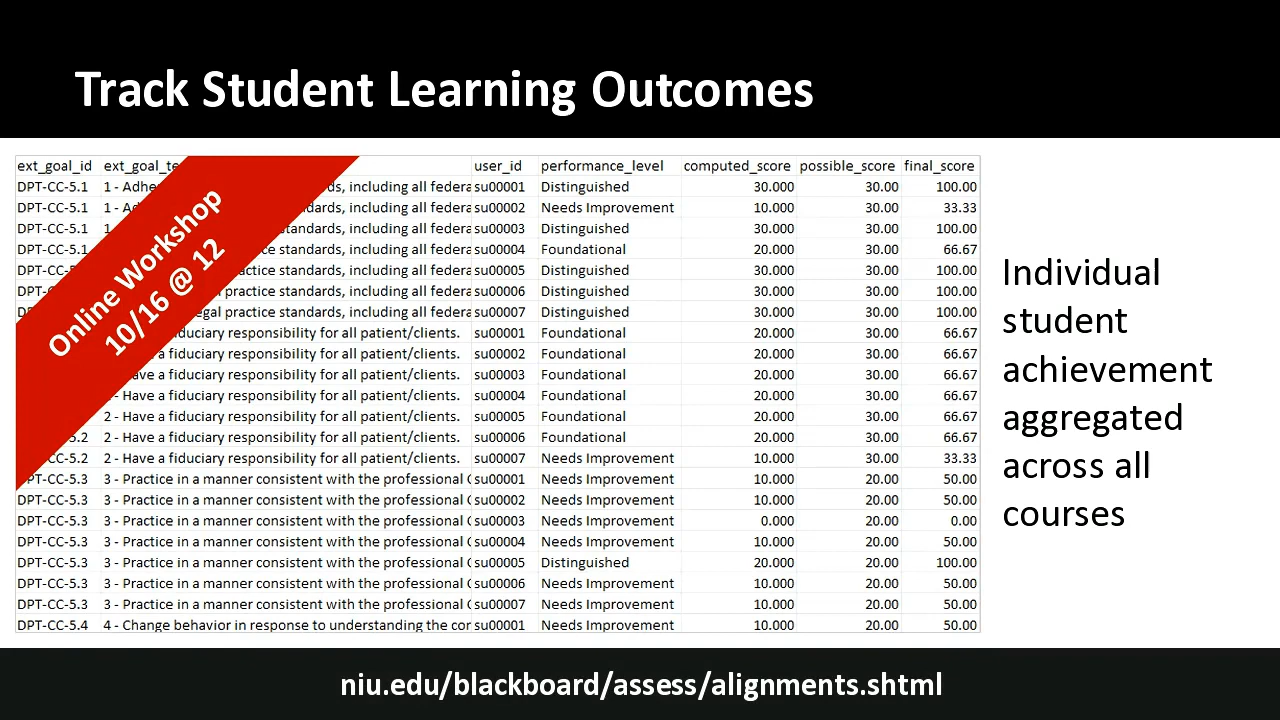 Track Student Learning Outcomes
ext_goal_id ext_goal_te user_id performance_level computed_score possible_score final_score
DPT-CC-5.1 1 - Adhe ds, including all federa su00001 Distinguished 30.000 30.00 100.00
DPT-CC-5.1 1 - Ad dards, including all federa su00002 Needs Improvement 10.000 30.00 33.33
DPT-CC-5.1 1 standards, including all federa su00003 Distinguished 30.000 30.00 100.00
DPT-CC-5.1 ce standards, including all federa su00004 Foundational 20.000 30.00 66.67
DPT-CC-5 actice standards, including all federa su00005 Distinguished 30.000 30.00 100.00
DPT-C practice standards, including all federa su00006 Distinguished 30.000 30.00 100.00
DPT egal practice standards, including all federa su00007 Distinguished 30.000 30.00 100.00
duciary responsibility for all patient/clients. su00001 Foundational 20.000 30.00 66.67
a fiduciary responsibility for all patient/clients. su00002 Foundational 20.000 30.00 66.67
ave a fiduciary responsibility for all patient/clients. su00003 Foundational 20.000 30.00 66.67
- Have a fiduciary responsibility for all patient/clients. su00004 Foundational 20.000 30.00 66.67
2 - Have a fiduciary responsibility for all patient/clients. su00005 Foundational 20.000 30.00 66.67
5.2 2 - Have a fiduciary responsibility for all patient/clients. su00006 Foundational 20.000 30.00 66.67
CC-5.2 2 - Have a fiduciary responsibility for all patient/clients. su00007 Needs Improvement 10.000 30.00 33.33
DPT-CC-5.3 3 - Practice in a manner consistent with the professional C su00001 Needs Improvement 10.000 20.00 50.00
DPT-CC-5.3 3 - Practice in a manner consistent with the professional C su00002 Needs Improvement 10.000 20.00 50.00
DPT-CC-5.3 3 - Practice in a manner consistent with the professional C su00003 Needs Improvement 0.000 20.00 0.00
DPT-CC-5.3 3 - Practice in a manner consistent with the professional C su00004 Needs Improvement 10.000 20.00 50.00
DPT-CC-5.3 3 - Practice in a manner consistent with the professional C su00005 Distinguished 20.000 20.00 100.00
DPT-CC-5.3 3 - Practice in a manner consistent with the professional C su00006 Needs Improvement 10.000 20.00 50.00
DPT-CC-5.3 3 - Practice in a manner consistent with the professional C su00007 Needs Improvement 10.000 20.00 50.00
DPT-CC-5.4 4 - Change behavior in response to understanding the cor su00001 Needs Improvement 10.000 20.00 50.00
Online Workshop
10/16 @ 12
Individual
student
achievement
aggregated
across all
courses
niu.edu/blackboard/assess/alignments.shtml